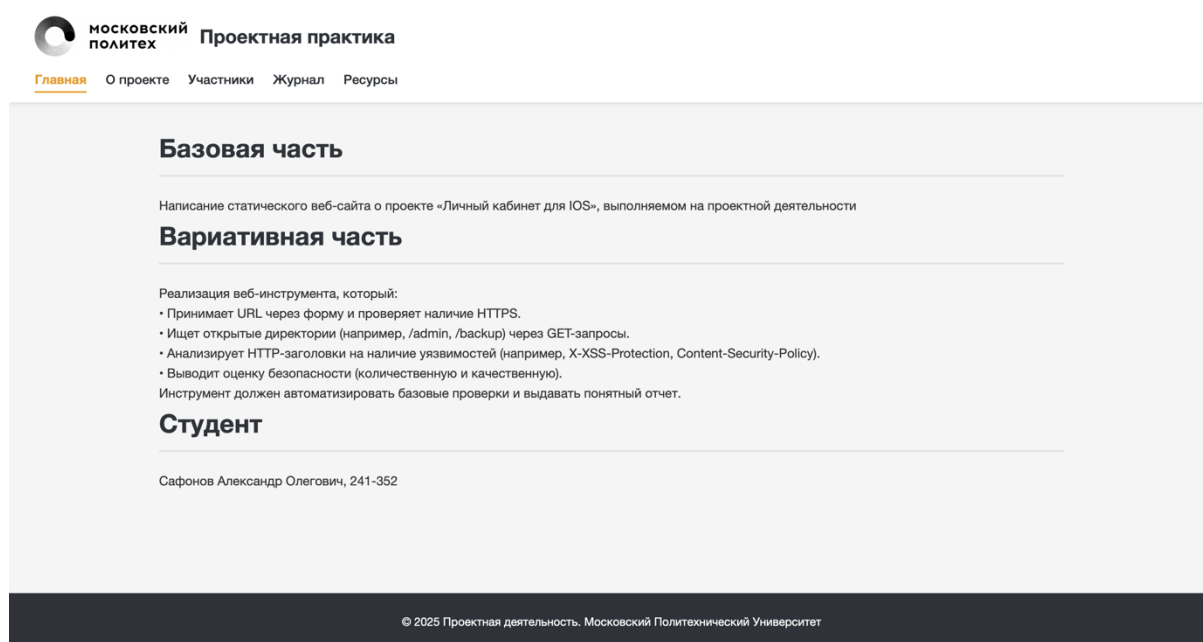 московский
политех
Проектная практика
Главная О проекте Участники Журнал Ресурсы
Базовая часть
Написание статического веб-сайта о проекте «Личный кабинет для IOS», выполняемом на проектной деятельности
Вариативная часть
Реализация веб-инструмента, который:
• Принимает URL через форму и проверяет наличие HTTPS.
• Ищет открытые директории (например, /admin, /backup) через GET-запросы.
• Анализирует HTTP-заголовки на наличие уязвимостей (например, X-XSS-Protection, Content-Security-Policy).
• Выводит оценку безопасности (количественную и качественную).
Инструмент должен автоматизировать базовые проверки и выдавать понятный отчет.
Студент
Сафонов Александр Олегович, 241-352
© 2025 Проектная деятельность. Московский Политехнический Университет